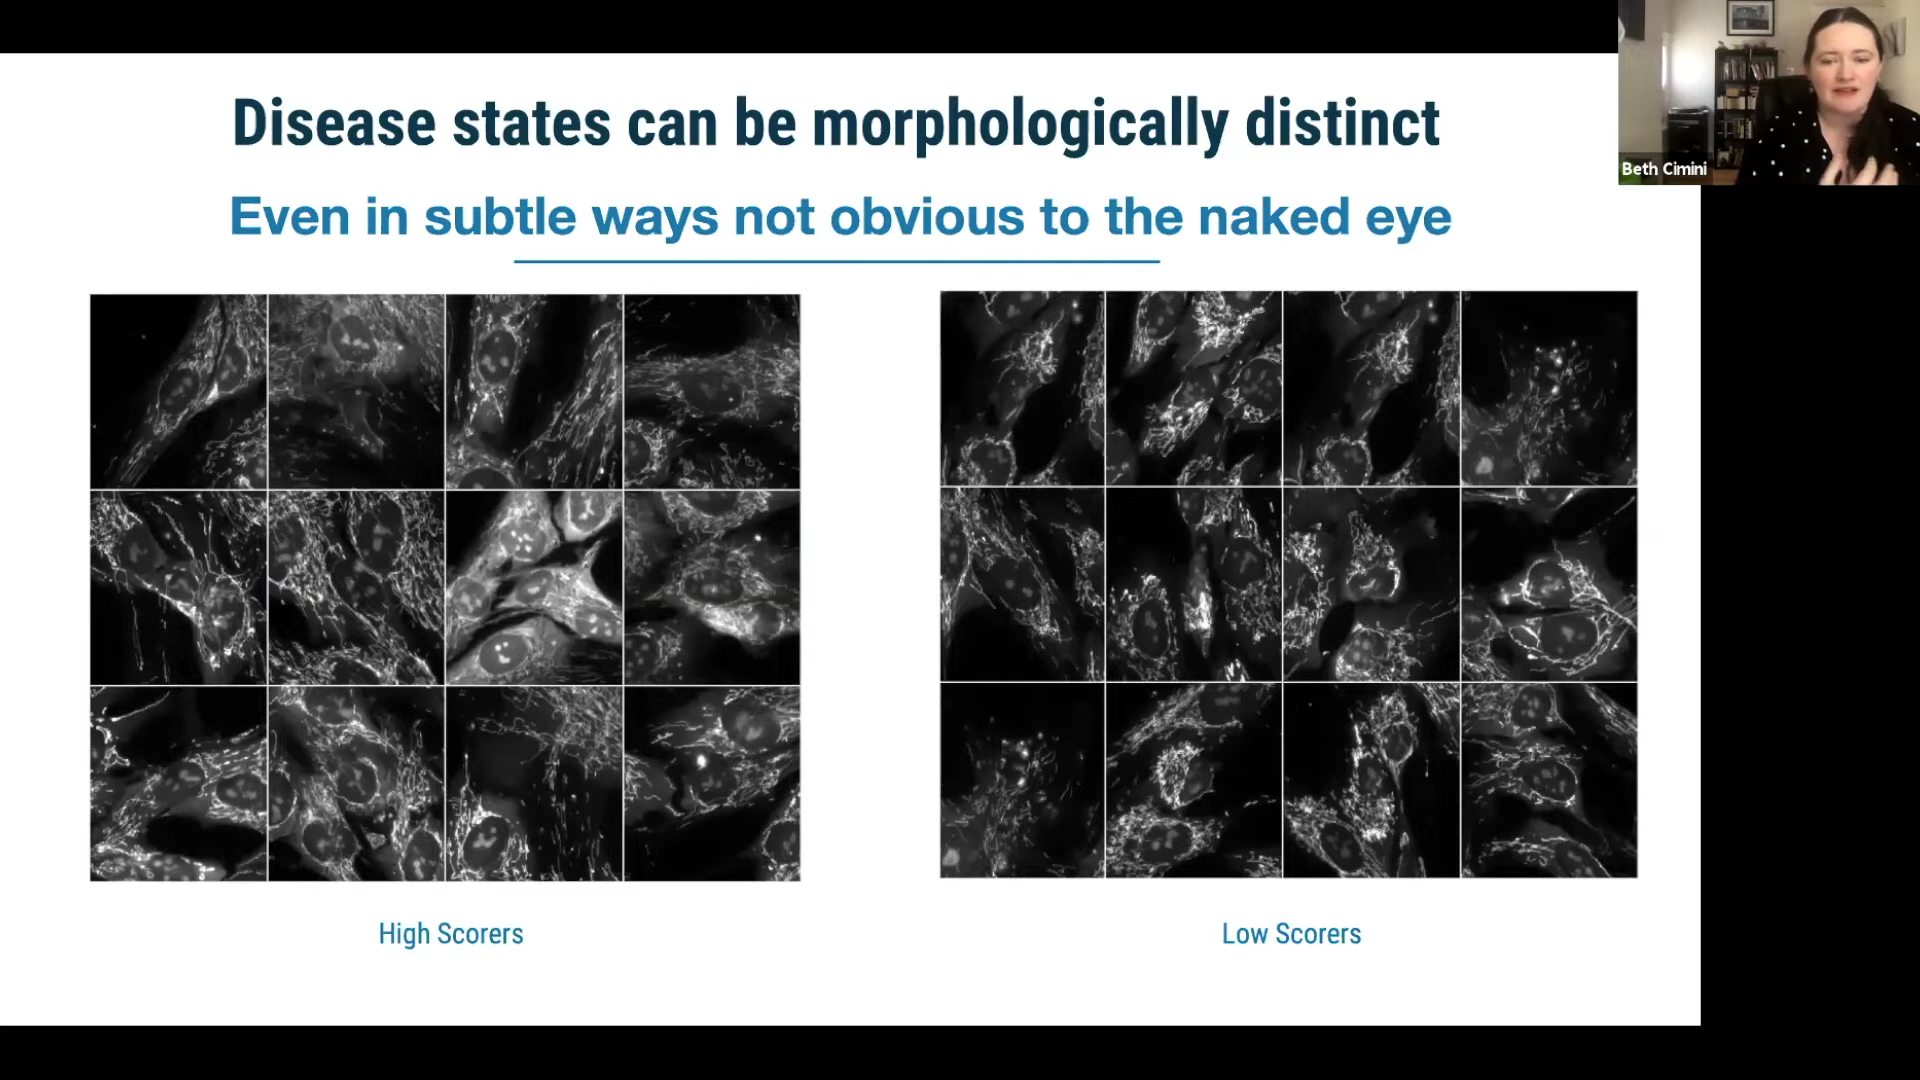 Disease states can be morphologically distinct
Even in subtle ways not obvious to the naked eye
Beth Cimini
High Scorers
Low Scorers